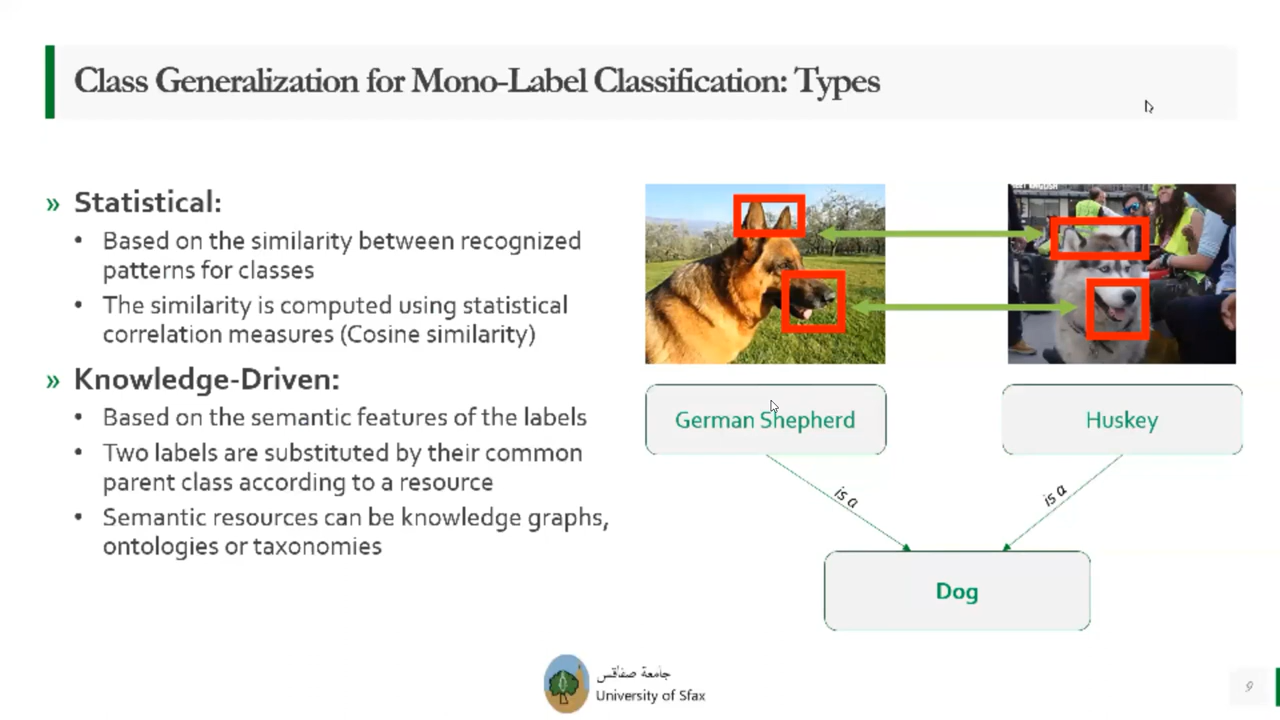 Class Generalization for Mono-Label Classification: Types
» Statistical:
• Based on the similarity between recognized
patterns for classes
• The similarity is computed using statistical
correlation measures (Cosine similarity)
» Knowledge-Driven:
• Based on the semantic features of the labels
• Two labels are substituted by their common
parent class according to a resource
• Semantic resources can be knowledge graphs,
ontologies or taxonomies
German Shepherd
Huskey
is a
is a
Dog
جامعة صفاقس
University of Sfax
9